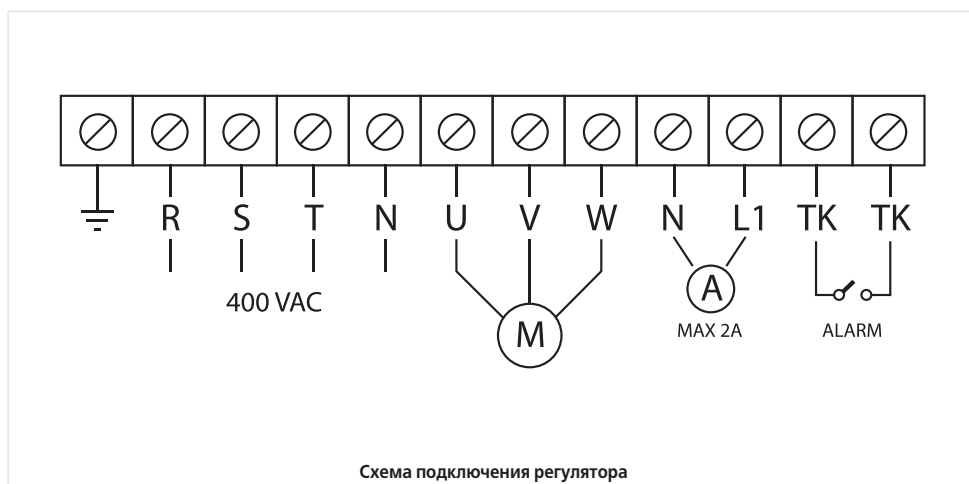 R S T N U V W N L1 TK TK
400 VAC
M
A
MAX 2A
ALARM
Схема подключения регулятора